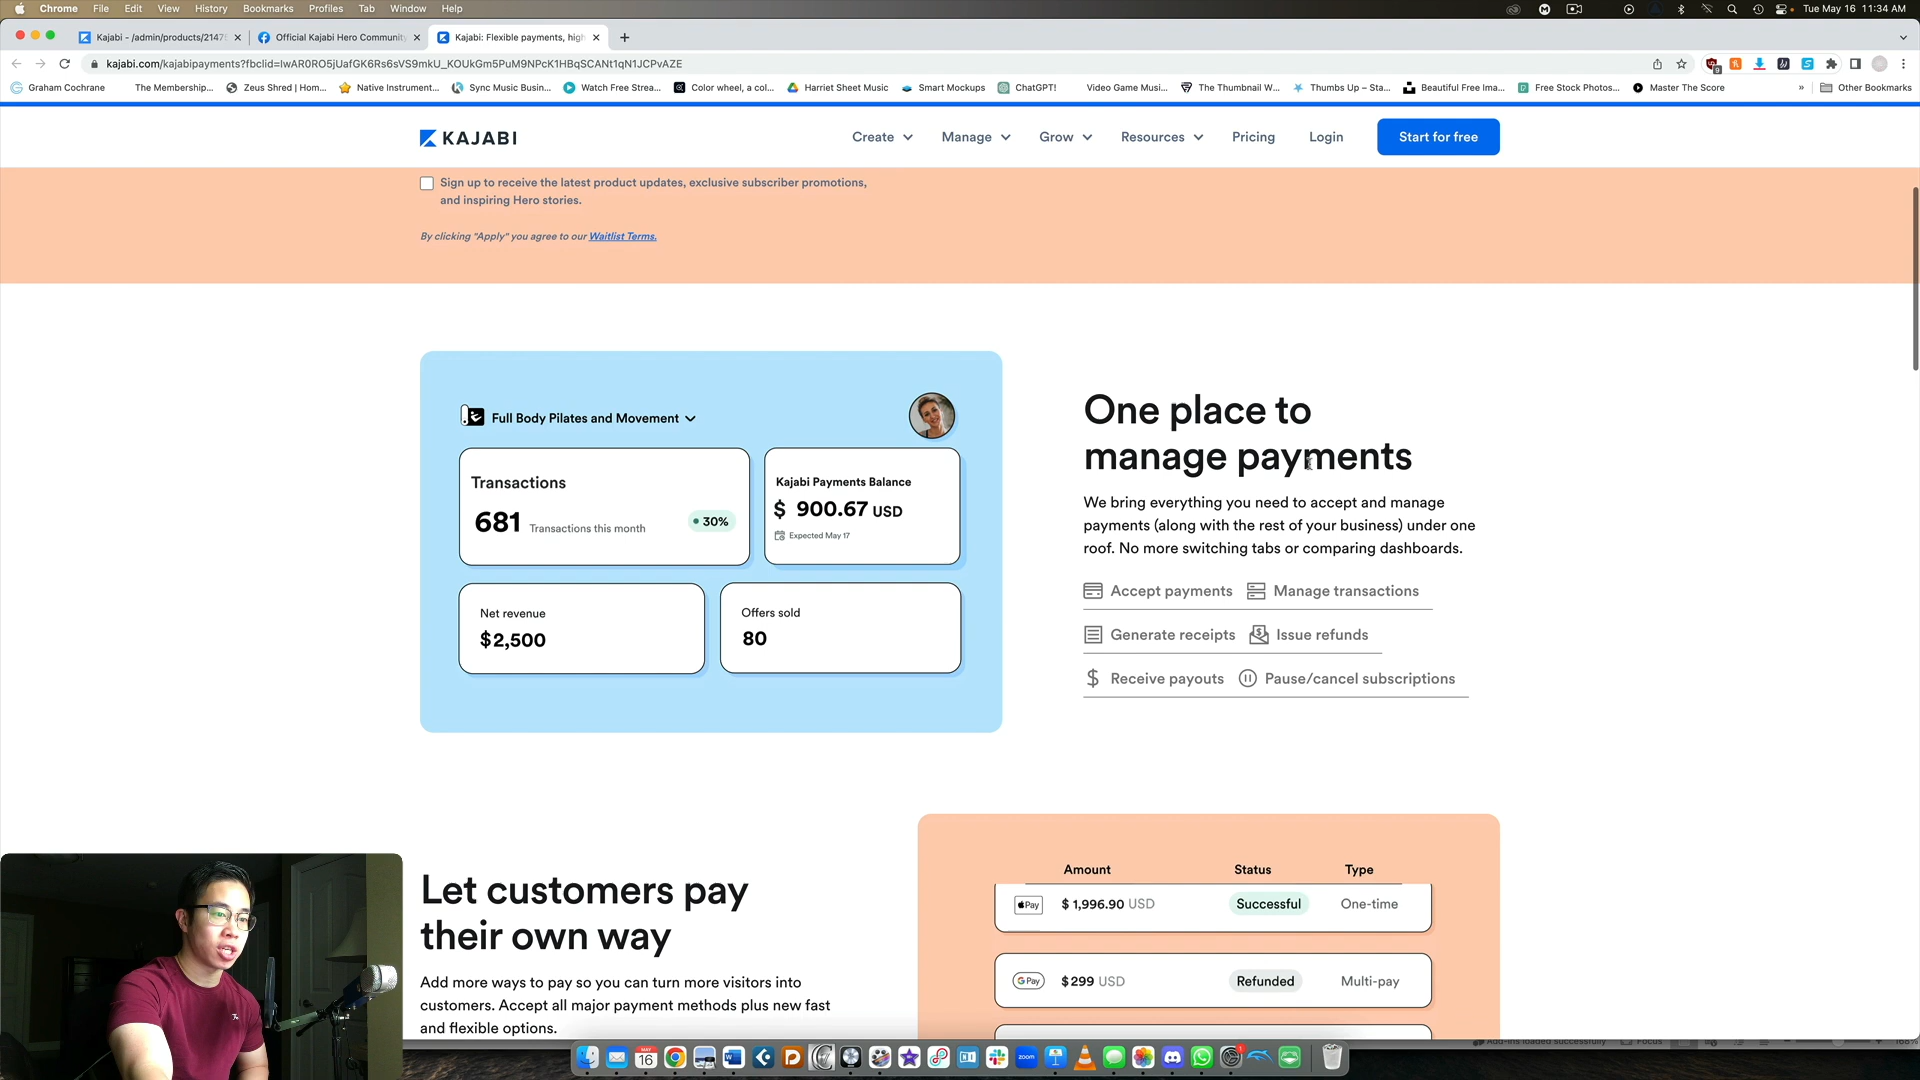 Chrome File Edit View History Bookmarks Profiles Tab Window Help Tue May 16 11:34 AM
Kajabi - /admin/products/2147 Official Kajabi Hero Community Kajabi: Flexible payments, hig
kajabi.com/kajabipayments?fbclid=IwAR0RO5jUafGK6Rs6sVS9mkU_KOUkGm5PuM9NPcK1HBqSCANt1qN1JCPvAZE
Graham Cochrane The Membership... Zeus Shred | Hom... Native Instrument... Sync Music Busin... Watch Free Strea... Color wheel, a col... Harriet Sheet Music Smart Mockups ChatGPT! Video Game Musi... The Thumbnail W... Thumbs Up – Sta... Beautiful Free Ima... Free Stock Photos... Master The Score » Other Bookmarks
KAJABI Create Manage Grow Resources Pricing Login Start for free
Sign up to receive the latest product updates, exclusive subscriber promotions,
and inspiring Hero stories.
By clicking "Apply" you agree to our Waitlist Terms.
Full Body Pilates and Movement
Transactions
681 Transactions this month 30%
Kajabi Payments Balance
$ 900.67 USD
Expected May 17
Net revenue
$2,500
Offers sold
80
One place to
manage payments
We bring everything you need to accept and manage
payments (along with the rest of your business) under one
roof. No more switching tabs or comparing dashboards.
Accept payments Manage transactions
Generate receipts Issue refunds
Receive payouts Pause/cancel subscriptions
Let customers pay
their own way
Add more ways to pay so you can turn more visitors into
customers. Accept all major payment methods plus new fast
and flexible options.
Amount Status Type
Pay $ 1,996.90 USD Successful One-time
G Pay $299 USD Refunded Multi-pay
MAY
16
zoom